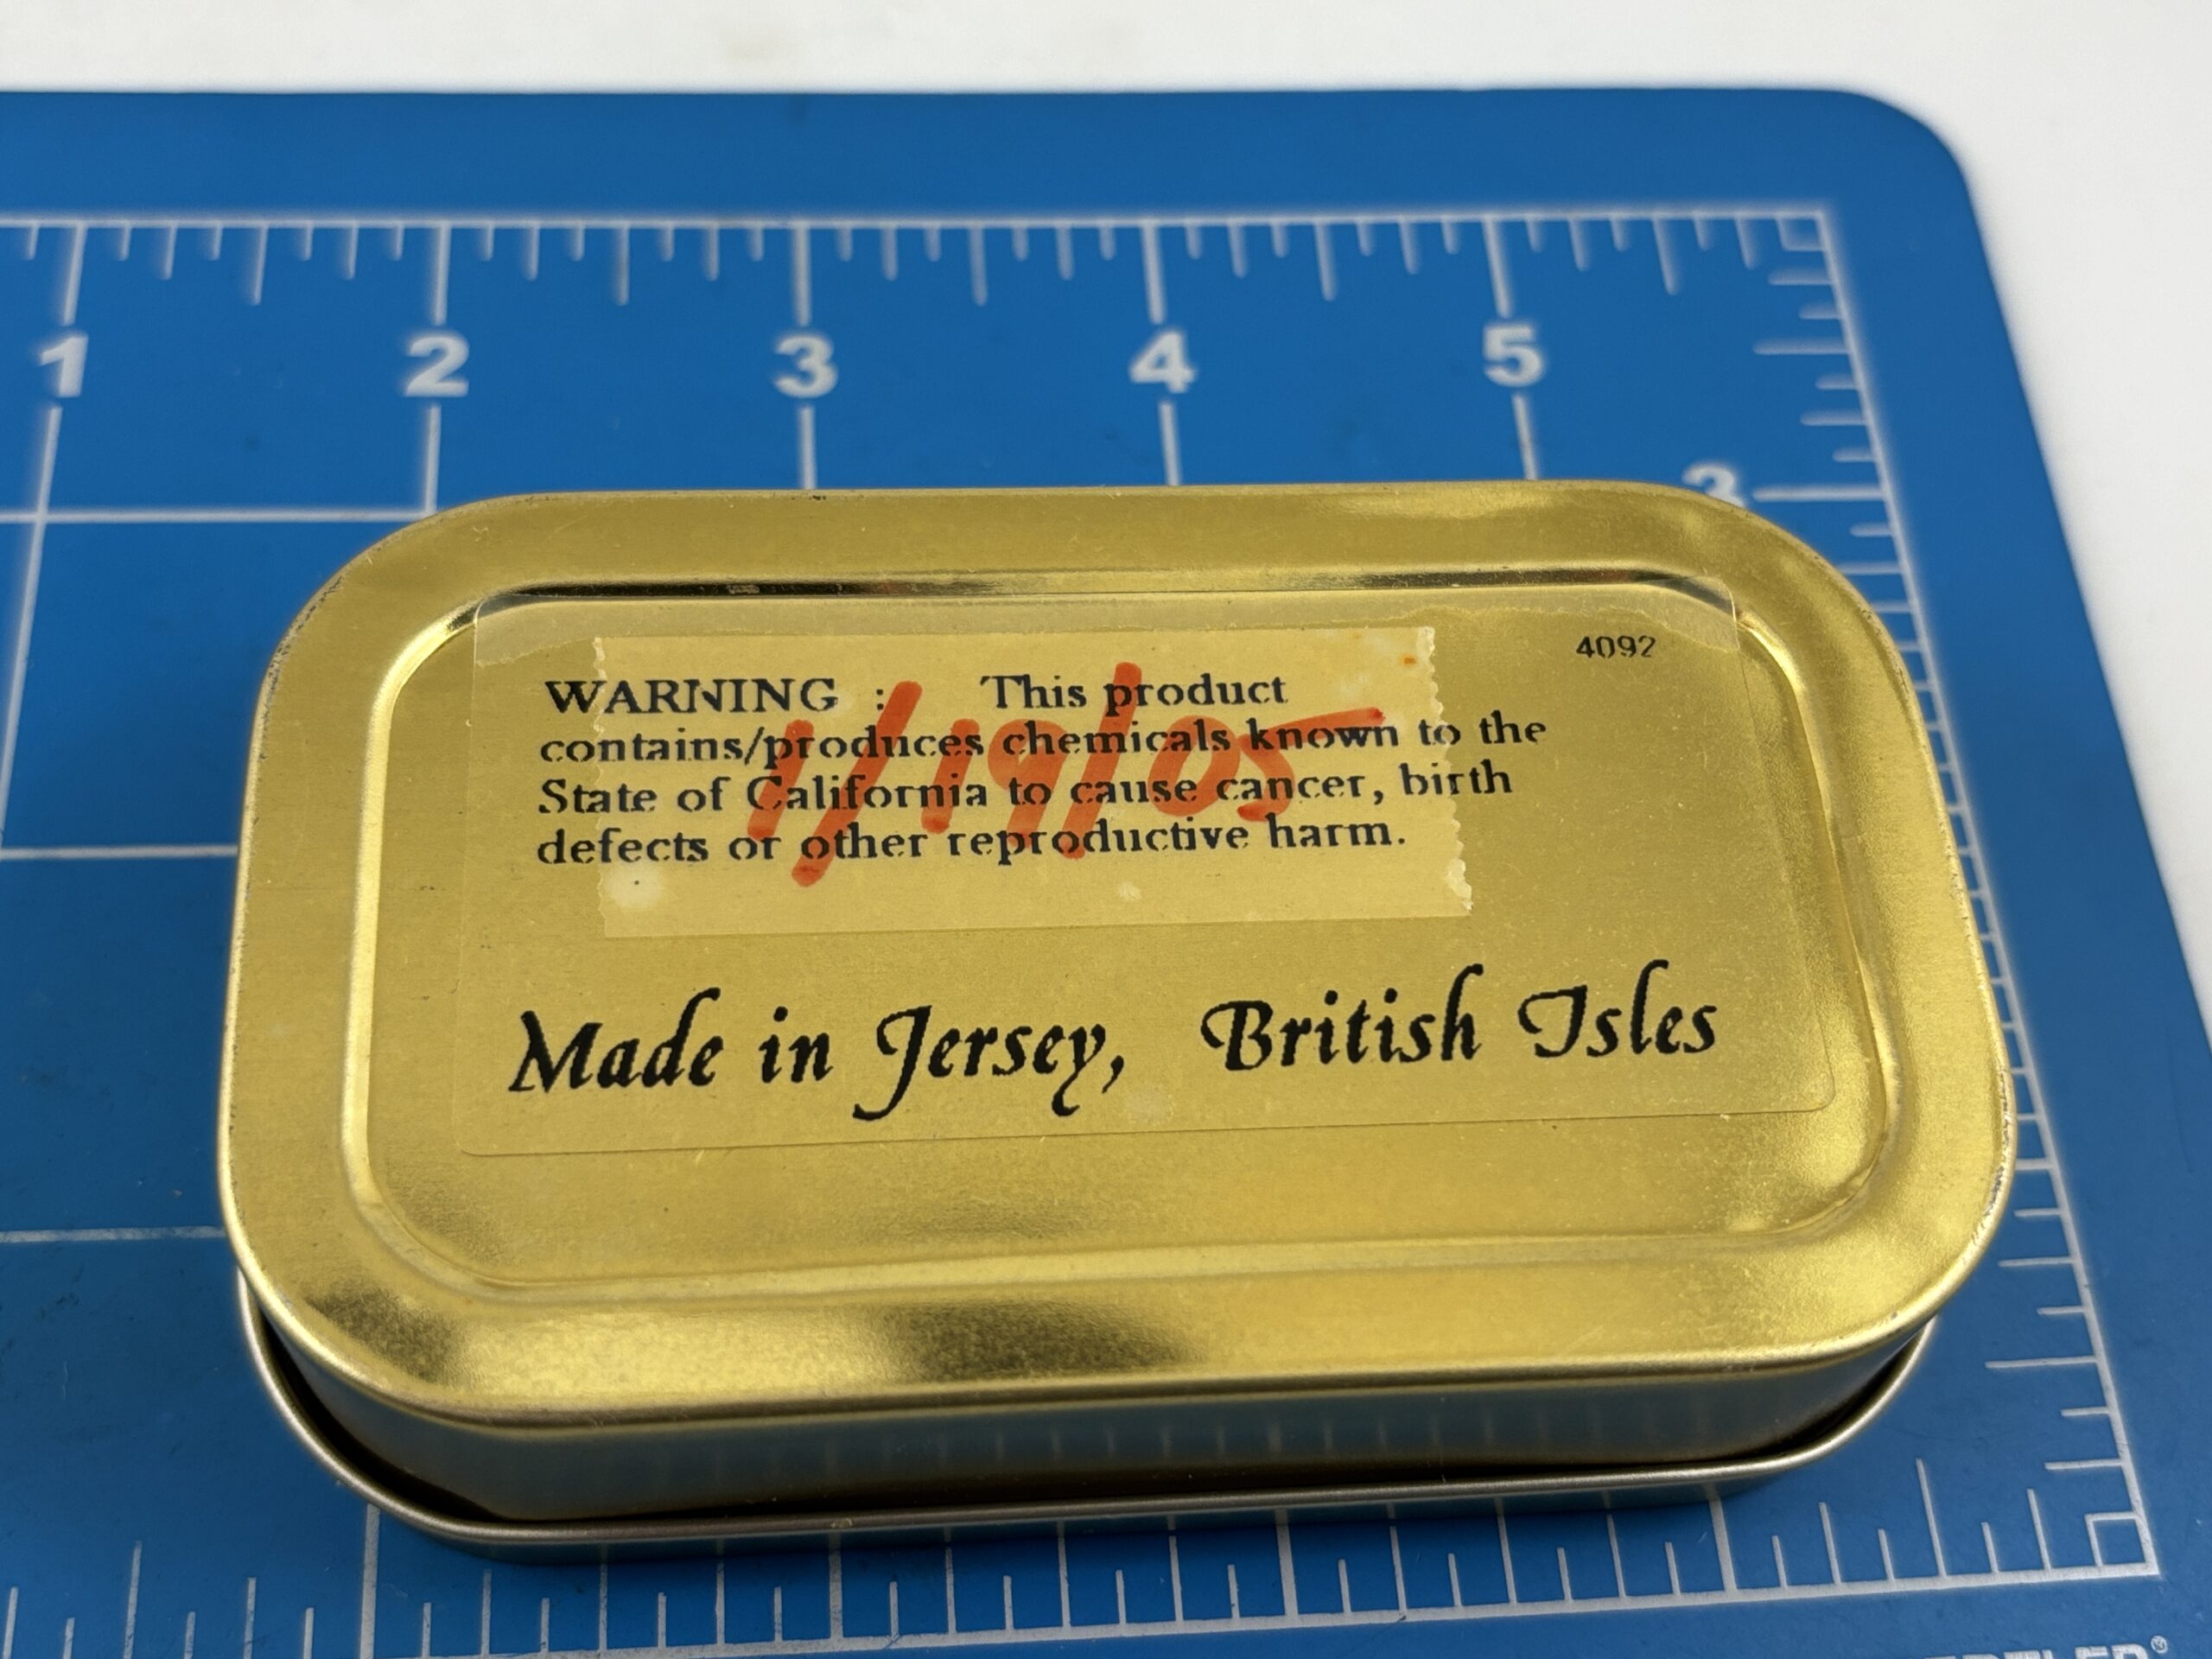 1 2 3 4 5
3
4092
WARNING : This product
contains/produces chemicals known to the
State of California to cause cancer, birth
defects or other reproductive harm.
1/19/05
Made in Jersey, British Isles